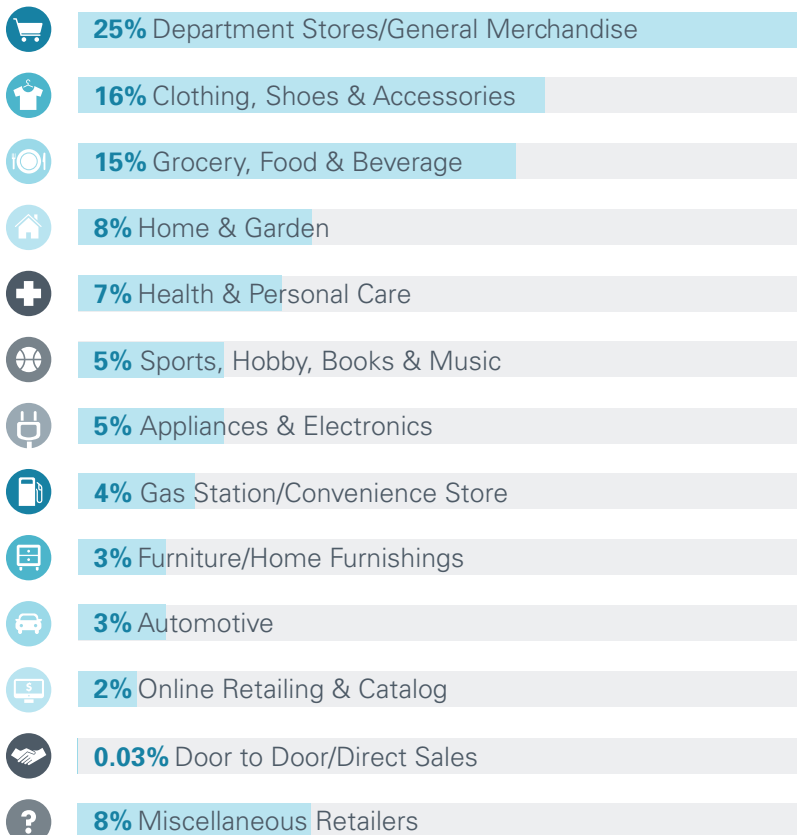 25% Department Stores/General Merchandise
16% Clothing, Shoes & Accessories
15% Grocery, Food & Beverage
8% Home & Garden
7% Health & Personal Care
5% Sports, Hobby, Books & Music
5% Appliances & Electronics
4% Gas Station/Convenience Store
3% Furniture/Home Furnishings
3% Automotive
$
2% Online Retailing & Catalog
0.03% Door to Door/Direct Sales
?
8% Miscellaneous Retailers